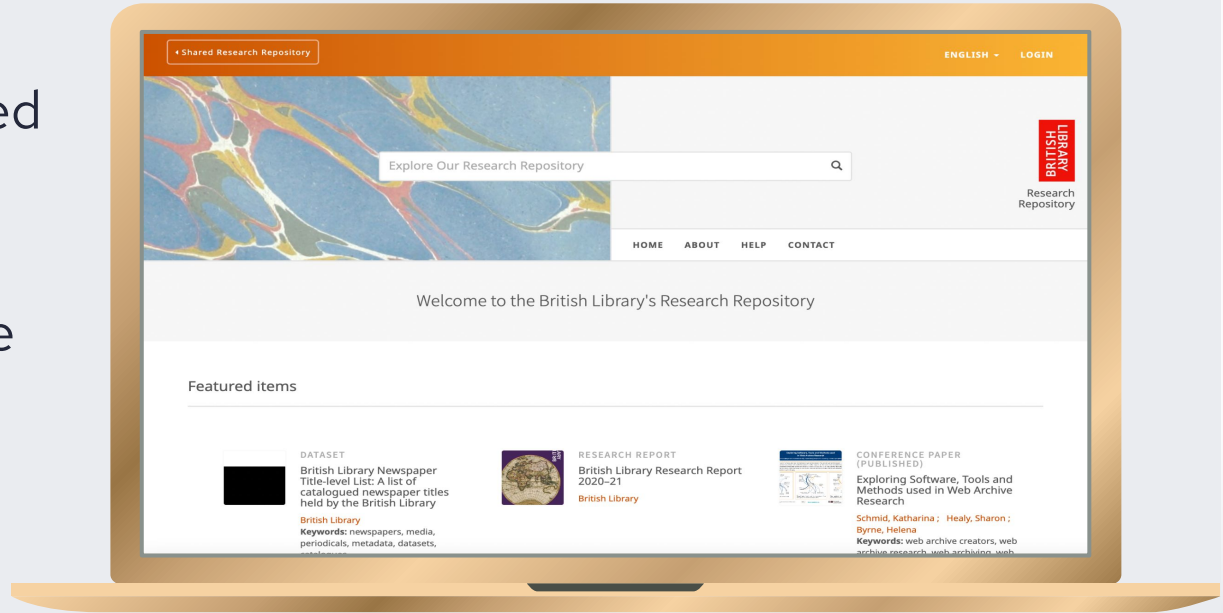 ed
e
Shared Research Repository
ENGLISH
LOGIN
Explore Our Research Repository
BRITISH
LIBRARY
Research
Repository
HOME ABOUT HELP CONTACT
Welcome to the British Library's Research Repository
Featured items
DATASET
British Library Newspaper
Title-level List: A list of
catalogued newspaper titles
held by the British Library
British Library
Keywords: newspapers, media,
periodicals, metadata, datasets,
catalogues
RESEARCH REPORT
British Library Research Report
2020–21
British Library
CONFERENCE PAPER
(PUBLISHED)
Exploring Software, Tools and
Methods used in Web Archive
Research
Schmid, Katharina ; Healy, Sharon ;
Byrne, Helena
Keywords: web archive creators, web
archive research, web archiving, web